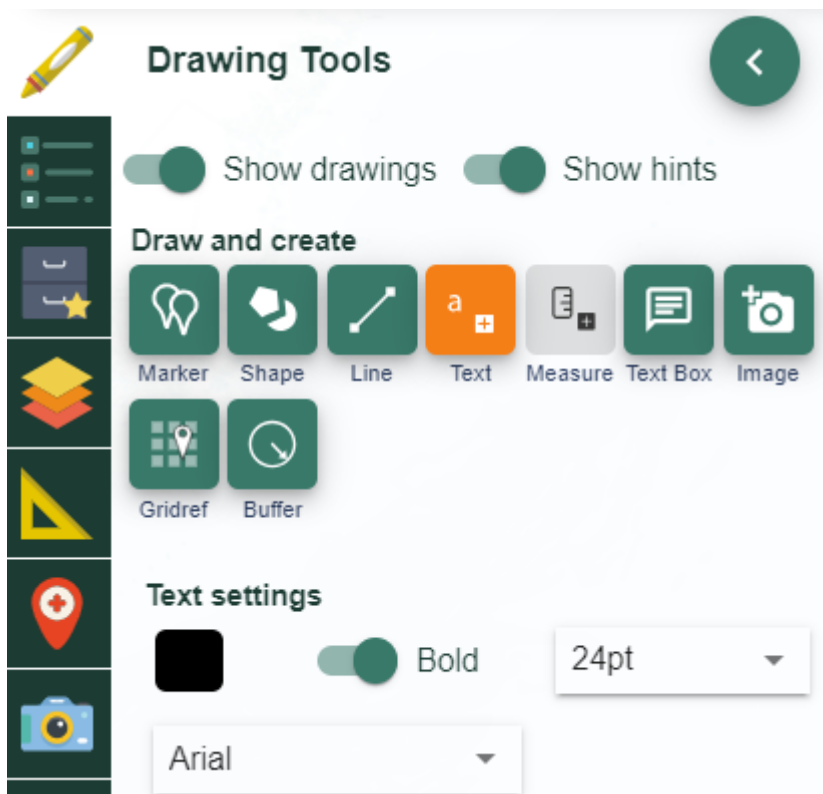 Drawing Tools
Show drawings Show hints
Draw and create
a
Marker Shape Line Text Measure Text Box Image
Gridref Buffer
Text settings
Bold 24pt
Arial